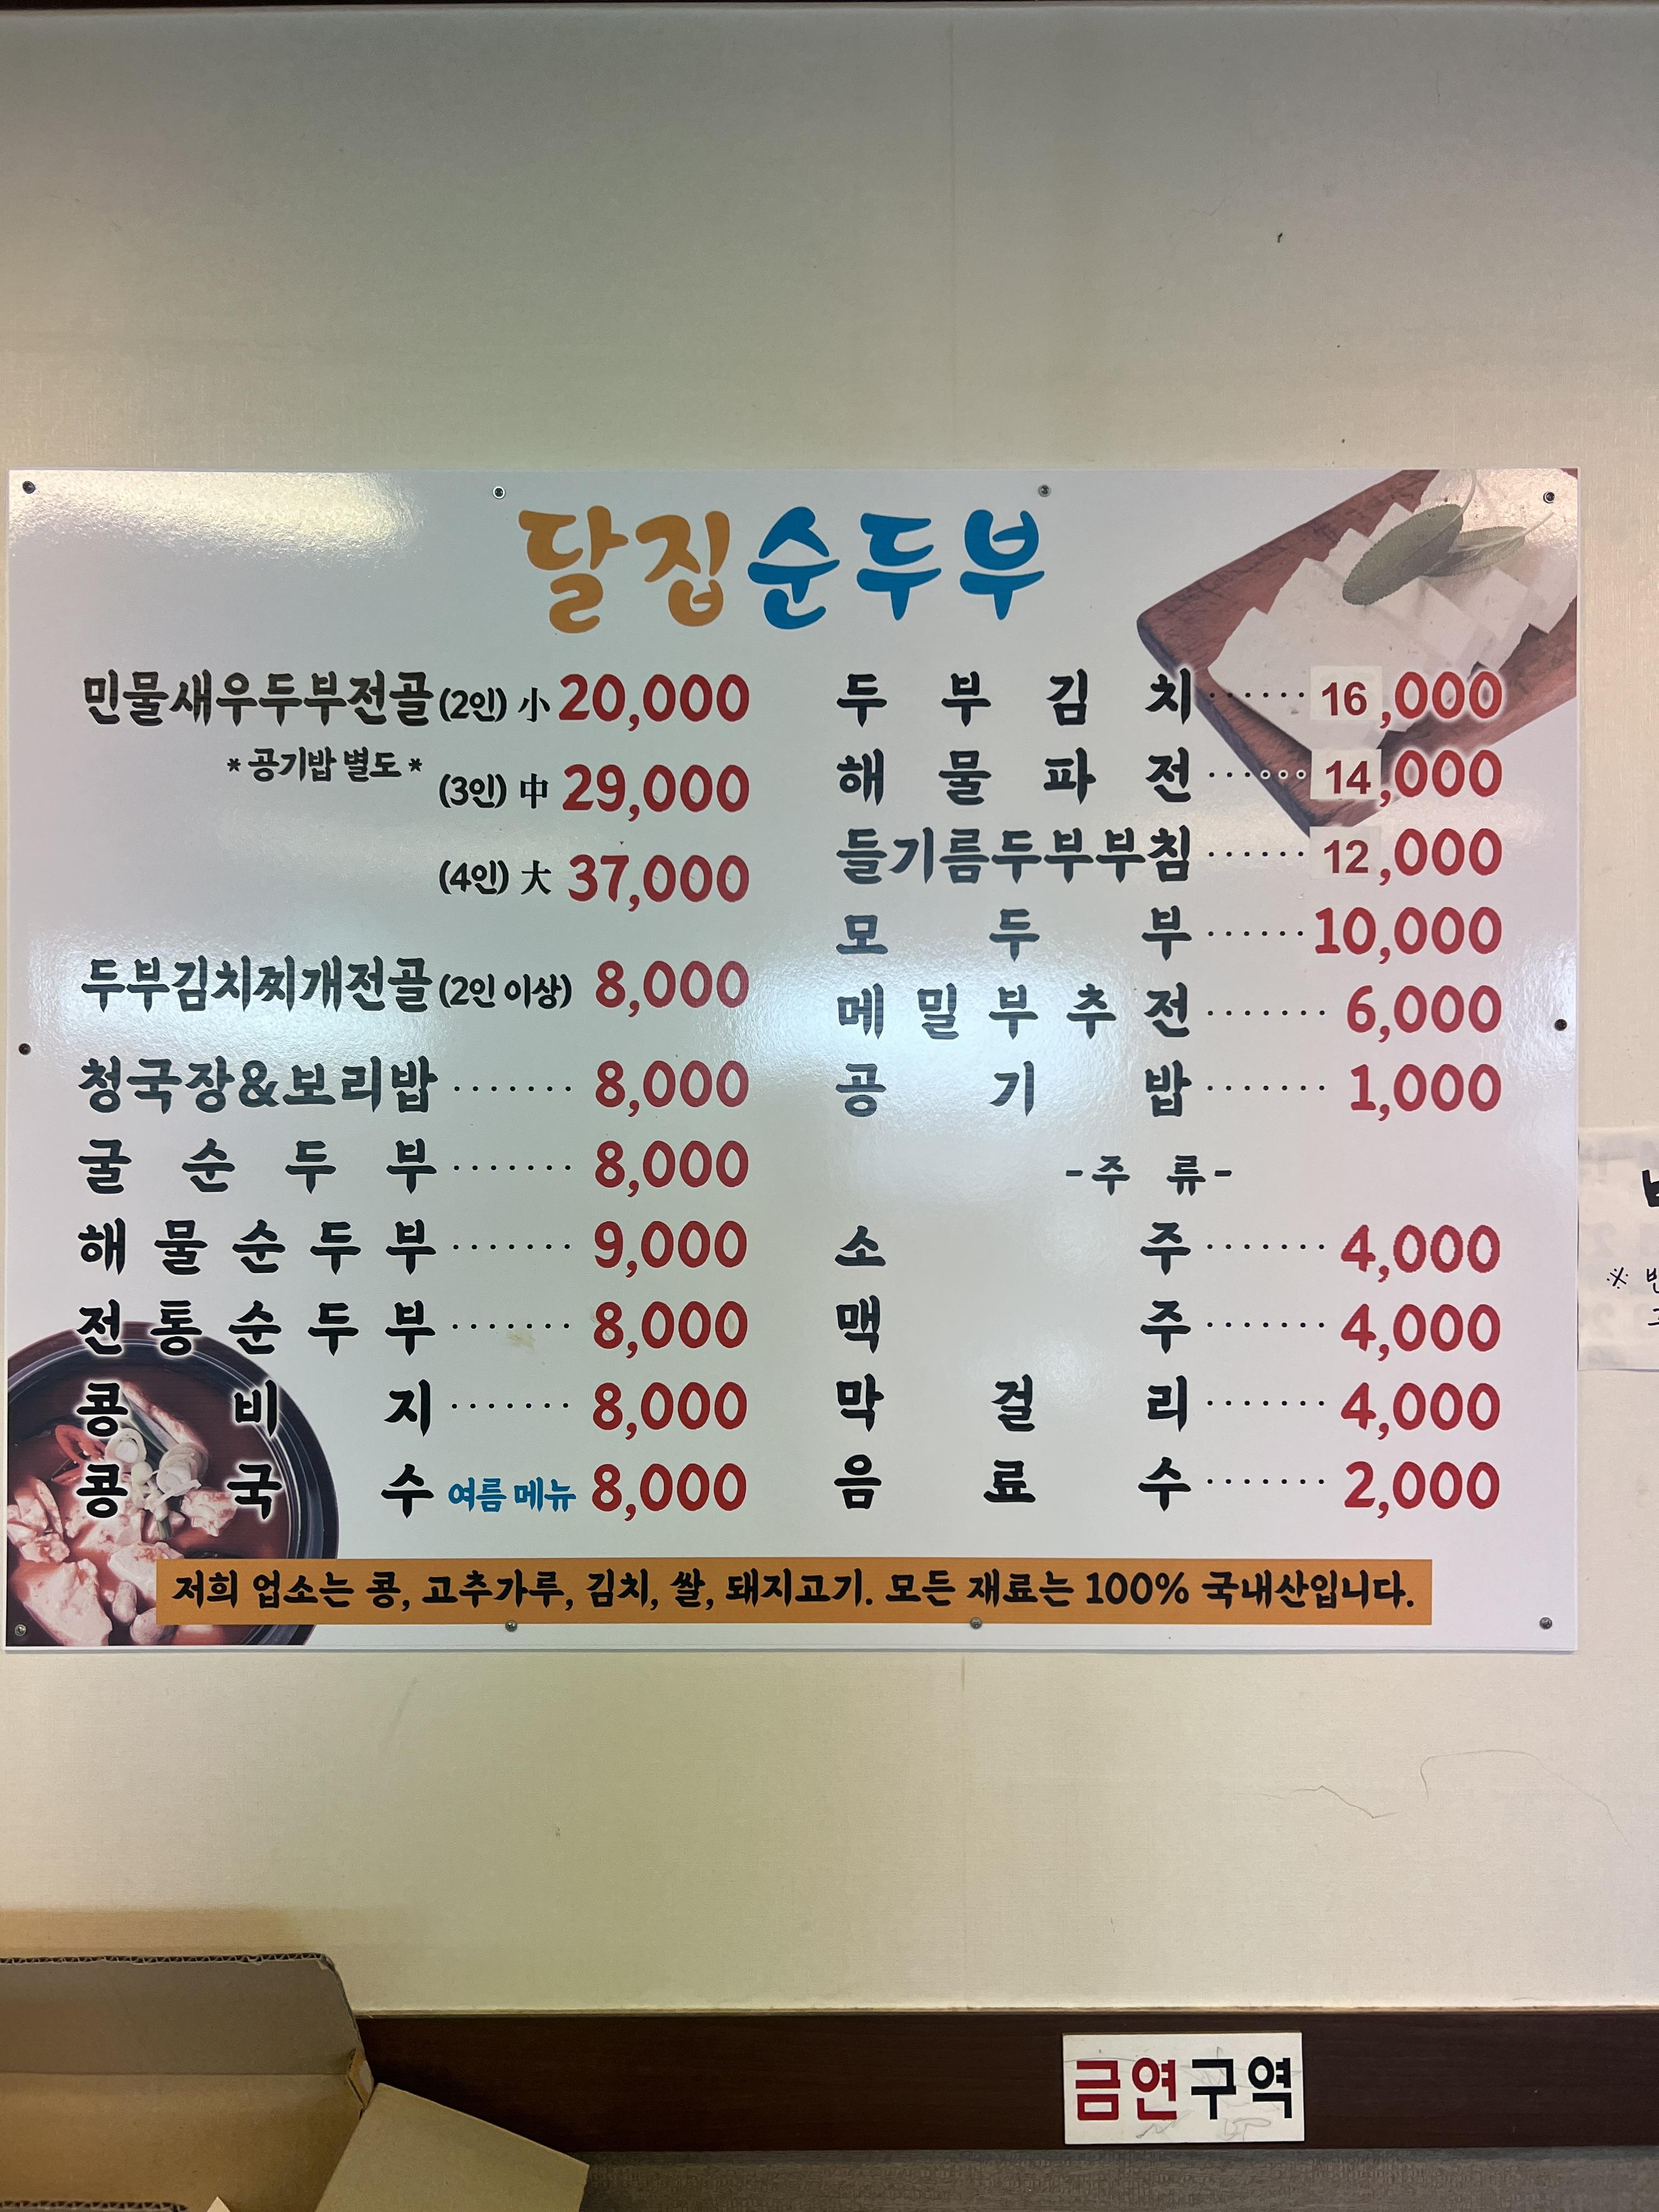 달집순두부
민물새우두부전골 (2인) 小 20,000
* 공기밥 별도 *
(3인) 中 29,000
(4인) 大 37,000
두부김치찌개전골 (2인 이상) 8,000
청국장&보리밥 ······· 8,000
굴순두부 ······· 8,000
해물순두부 ······· 9,000
전통순두부 ······· 8,000
콩비지 ······· 8,000
콩국수 여름 메뉴 8,000
두부김치 ······ 16,000
해물파전 ······ 14,000
들기름두부부침 ······ 12,000
모두부 ······ 10,000
메밀부추전 ······· 6,000
공기밥 ······· 1,000
-주 류-
소주 ······· 4,000
맥주 ······· 4,000
막걸리 ······· 4,000
음료수 ······· 2,000
저희 업소는 콩, 고추가루, 김치, 쌀, 돼지고기. 모든 재료는 100% 국내산입니다.
※
금연구역